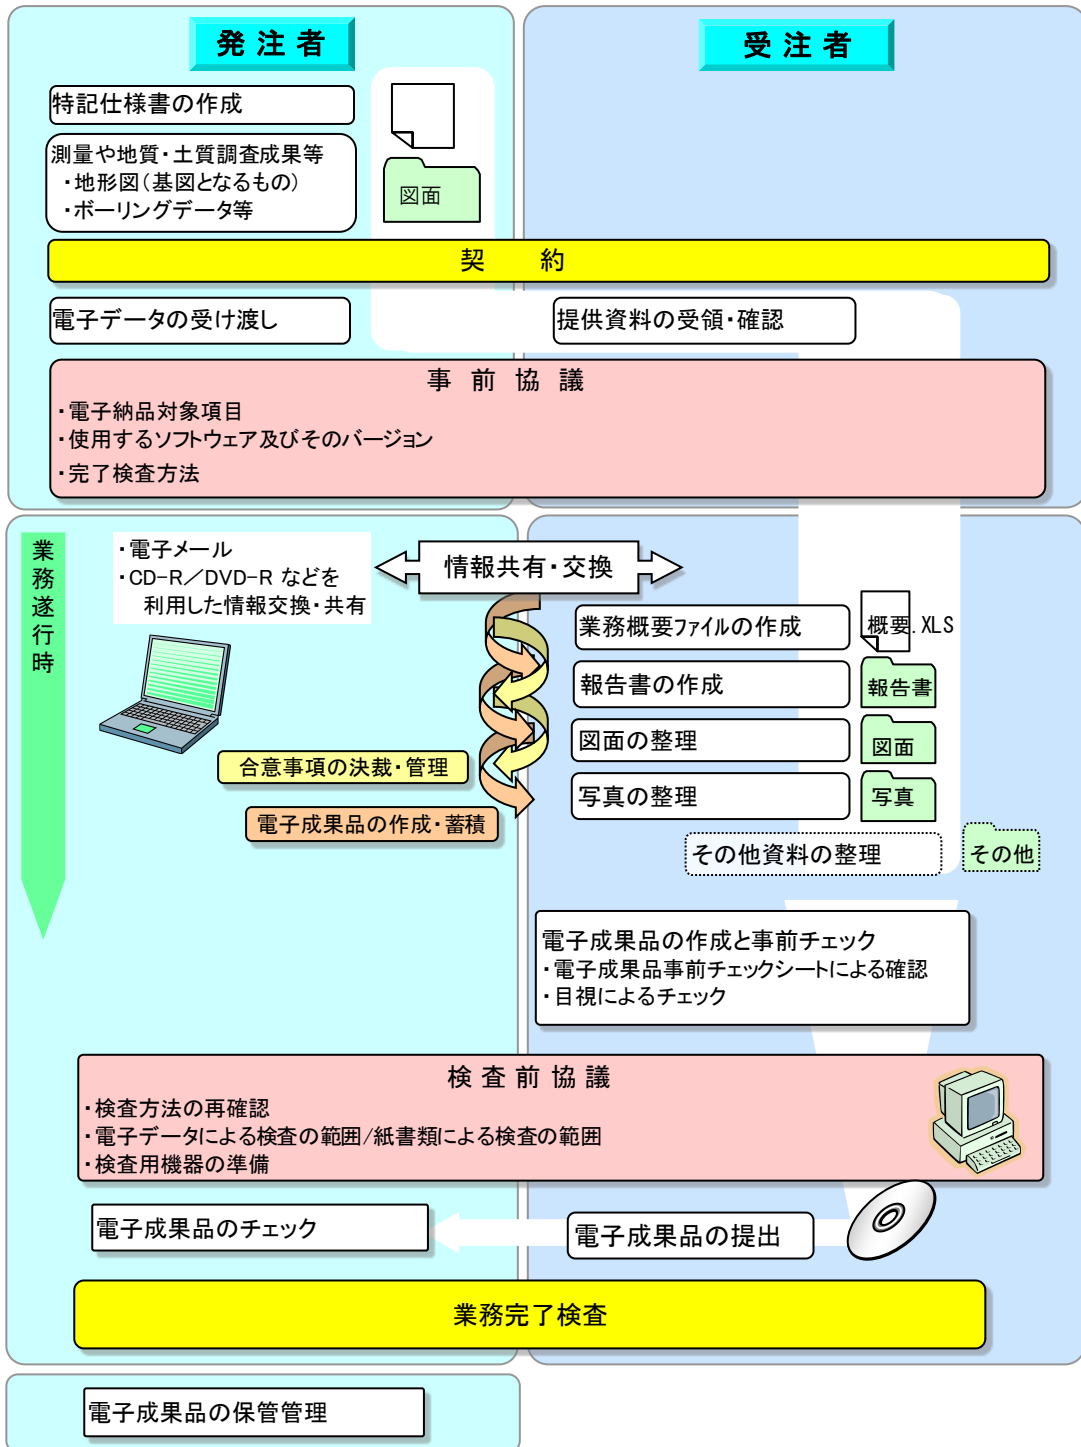 発 注 者
受 注 者
特記仕様書の作成
測量や地質・土質調査成果等
・地形図（基図となるもの）
・ボーリングデータ等
図面
契　　約
電子データの受け渡し
提供資料の受領・確認
事 前 協 議
・電子納品対象項目
・使用するソフトウェア及びそのバージョン
・完了検査方法
業務遂行時
・電子メール
・CD-R／DVD-R などを
利用した情報交換・共有
情報共有・交換
業務概要ファイルの作成
概要.XLS
報告書の作成
報告書
図面の整理
図面
合意事項の決裁・管理
写真の整理
写真
電子成果品の作成・蓄積
その他資料の整理
その他
電子成果品の作成と事前チェック
・電子成果品事前チェックシートによる確認
・目視によるチェック
検 査 前 協 議
・検査方法の再確認
・電子データによる検査の範囲/紙書類による検査の範囲
・検査用機器の準備
電子成果品のチェック
電子成果品の提出
業務完了検査
電子成果品の保管管理